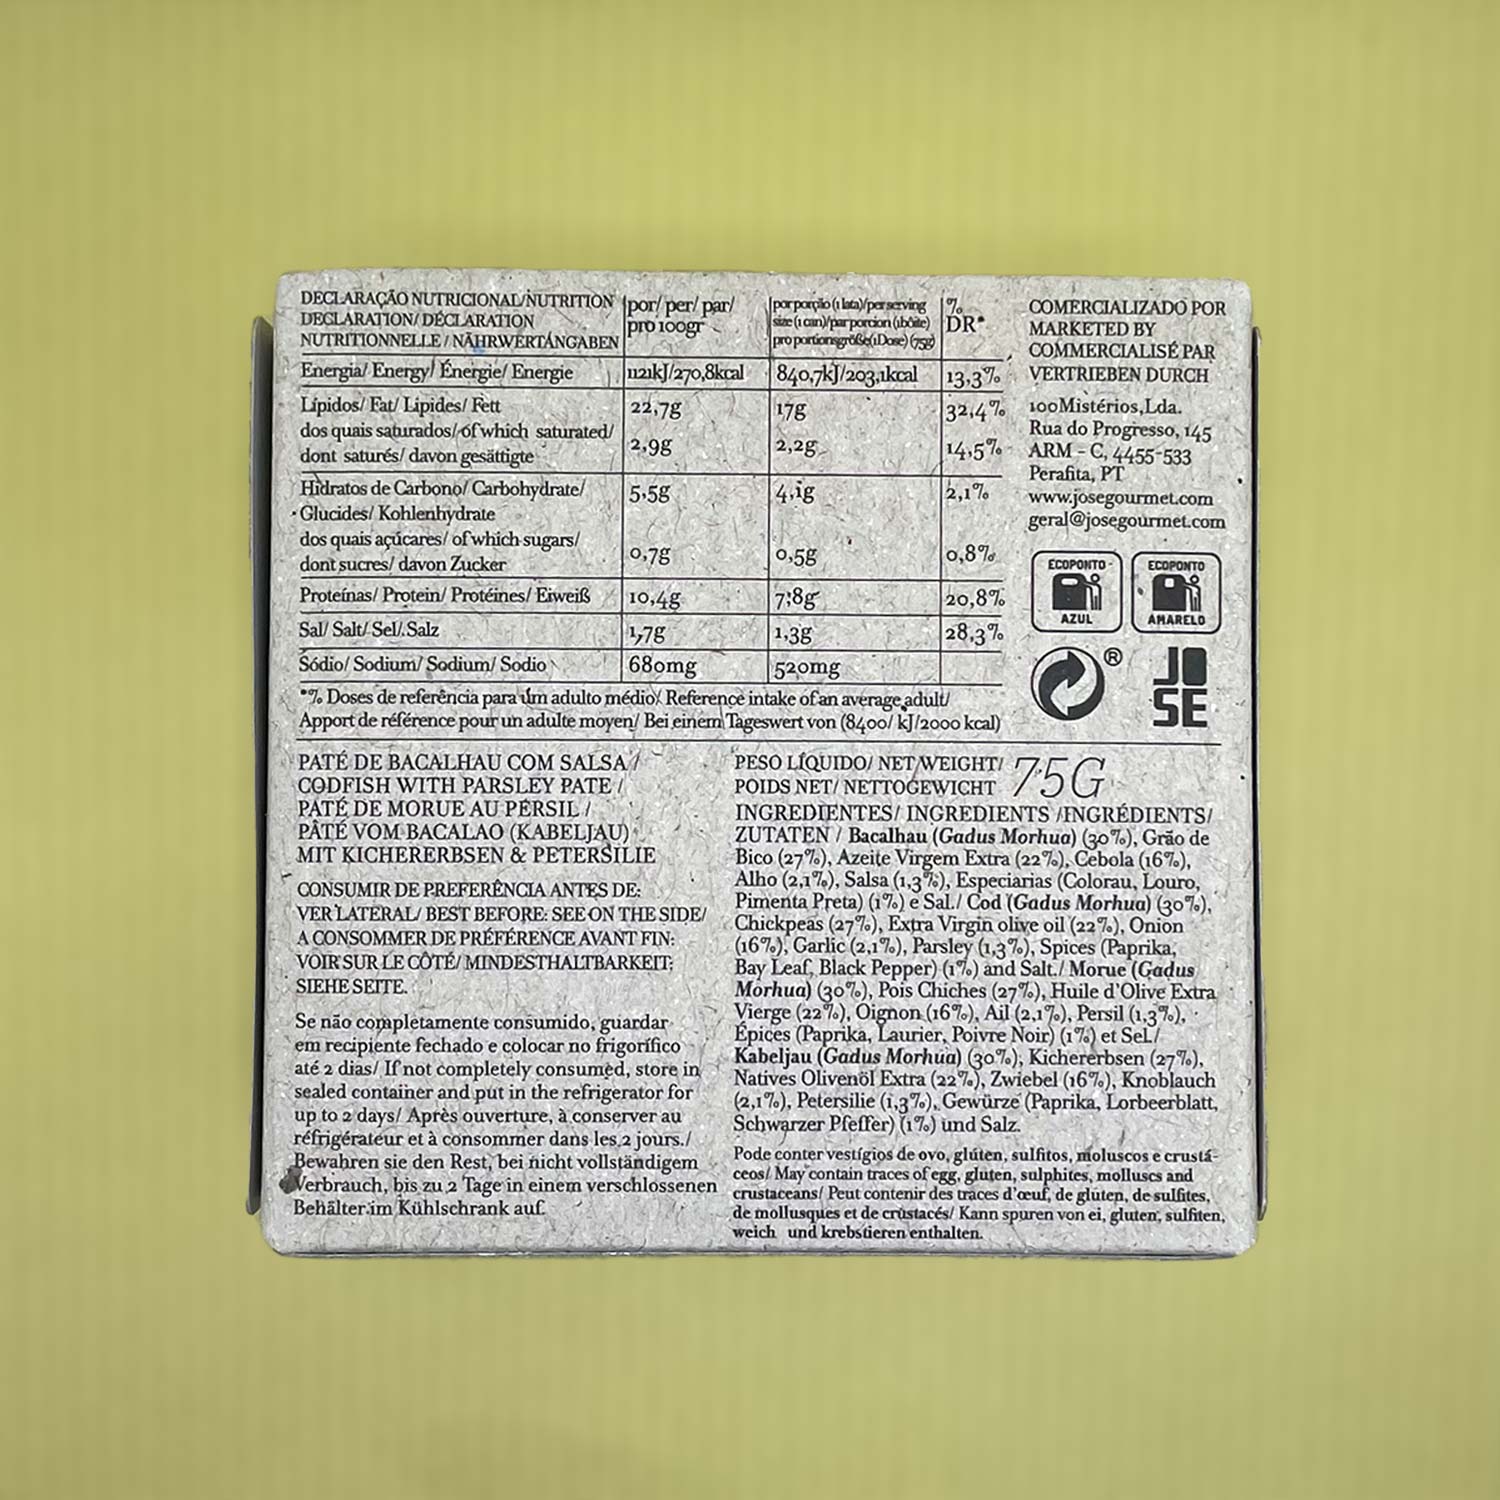 DECLARAÇÃO NUTRICIONAL/NUTRITION
DECLARATION/ DÉCLARATION
NUTRITIONNELLE / NÄHRWERTANGABEN
por/ per/ par/
pro 100gr
por porção (1 lata)/per serving
size (1 can)/par porcion (1bôite)
pro portionsgröße(1Dose) (75g)
%
DR*
Energia/ Energy/ Énergie/ Energie 1121kJ/270,8kcal 840,7kJ/203,1kcal 13,3%
Lípidos/ Fat/ Lipides/ Fett 22,7g 17g 32,4%
dos quais saturados/ of which saturated/
dont saturés/ davon gesättigte 2,9g 2,2g 14,5%
Hidratos de Carbono/ Carbohydrate/ 5,5g 4,1g 2,1%
Glucides/ Kohlenhydrate
dos quais açúcares/ of which sugars/
dont sucres/ davon Zucker 0,7g 0,5g 0,8%
Proteínas/ Protein/ Protéines/ Eiweiß 10,4g 7,8g 20,8%
Sal/ Salt/ Sel/ Salz 1,7g 1,3g 28,3%
Sódio/ Sodium/ Sodium/ Sodio 680mg 520mg
*% Doses de referência para um adulto médio/ Reference intake of an average adult/
Apport de référence pour un adulte moyen/ Bei einem Tageswert von (8400/ kJ/2000 kcal)
COMERCIALIZADO POR
MARKETED BY
COMMERCIALISÉ PAR
VERTRIEBEN DURCH
100Mistérios,Lda.
Rua do Progresso, 145
ARM - C, 4455-533
Perafita, PT
www.josegourmet.com
geral@josegourmet.com
ECOPONTO
AZUL
ECOPONTO
AMARELO
®
JO
SE
PATÉ DE BACALHAU COM SALSA /
CODFISH WITH PARSLEY PATE /
PATÉ DE MORUE AU PERSIL /
PÂTÉ VOM BACALAO (KABELJAU)
MIT KICHERERBSEN & PETERSILIE
CONSUMIR DE PREFERÊNCIA ANTES DE:
VER LATERAL/ BEST BEFORE: SEE ON THE SIDE/
A CONSOMMER DE PRÉFÉRENCE AVANT FIN:
VOIR SUR LE CÔTÉ/ MINDESTHALTBARKEIT:
SIEHE SEITE.
Se não completamente consumido, guardar
em recipiente fechado e colocar no frigorífico
até 2 dias/ If not completely consumed, store in
sealed container and put in the refrigerator for
up to 2 days/ Après ouverture, à conserver au
réfrigérateur et à consommer dans les 2 jours./
Bewahren sie den Rest, bei nicht vollständigem
Verbrauch, bis zu 2 Tage in einem verschlossenen
Behälter im Kühlschrank auf.
PESO LÍQUIDO/ NET WEIGHT/
POIDS NET/ NETTOGEWICHT 75G
INGREDIENTES/ INGREDIENTS /INGRÉDIENTS/
ZUTATEN / Bacalhau (Gadus Morhua) (30%), Grão de
Bico (27%), Azeite Virgem Extra (22%), Cebola (16%),
Alho (2,1%), Salsa (1,3%), Especiarias (Colorau, Louro,
Pimenta Preta) (1%) e Sal./ Cod (Gadus Morhua) (30%),
Chickpeas (27%), Extra Virgin olive oil (22%), Onion
(16%), Garlic (2,1%), Parsley (1,3%), Spices (Paprika,
Bay Leaf, Black Pepper) (1%) and Salt./ Morue (Gadus
Morhua) (30%), Pois Chiches (27%), Huile d'Olive Extra
Vierge (22%), Oignon (16%), Ail (2,1%), Persil (1,3%),
Épices (Paprika, Laurier, Poivre Noir) (1%) et Sel./
Kabeljau (Gadus Morhua) (30%), Kichererbsen (27%),
Natives Olivenöl Extra (22%), Zwiebel (16%), Knoblauch
(2,1%), Petersilie (1,3%), Gewürze (Paprika, Lorbeerblatt,
Schwarzer Pfeffer) (1%) und Salz.
Pode conter vestígios de ovo, glúten, sulfitos, moluscos e crustá-
ceos/ May contain traces of egg, gluten, sulphites, molluscs and
crustaceans/ Peut contenir des traces d'œuf, de gluten, de sulfites,
de mollusques et de crustacés/ Kann spuren von ei, gluten, sulfiten,
weich und krebstieren enthalten.